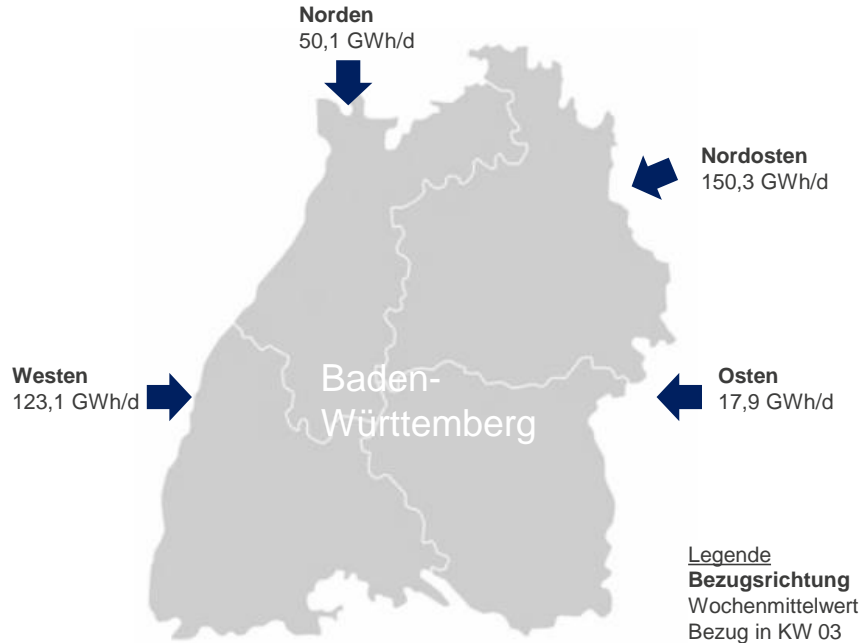 Norden
50,1 GWh/d
Nordosten
150,3 GWh/d
Westen
123,1 GWh/d
Baden-
Württemberg
Osten
17,9 GWh/d
Legende
Bezugsrichtung
Wochenmittelwert
Bezug in KW 03